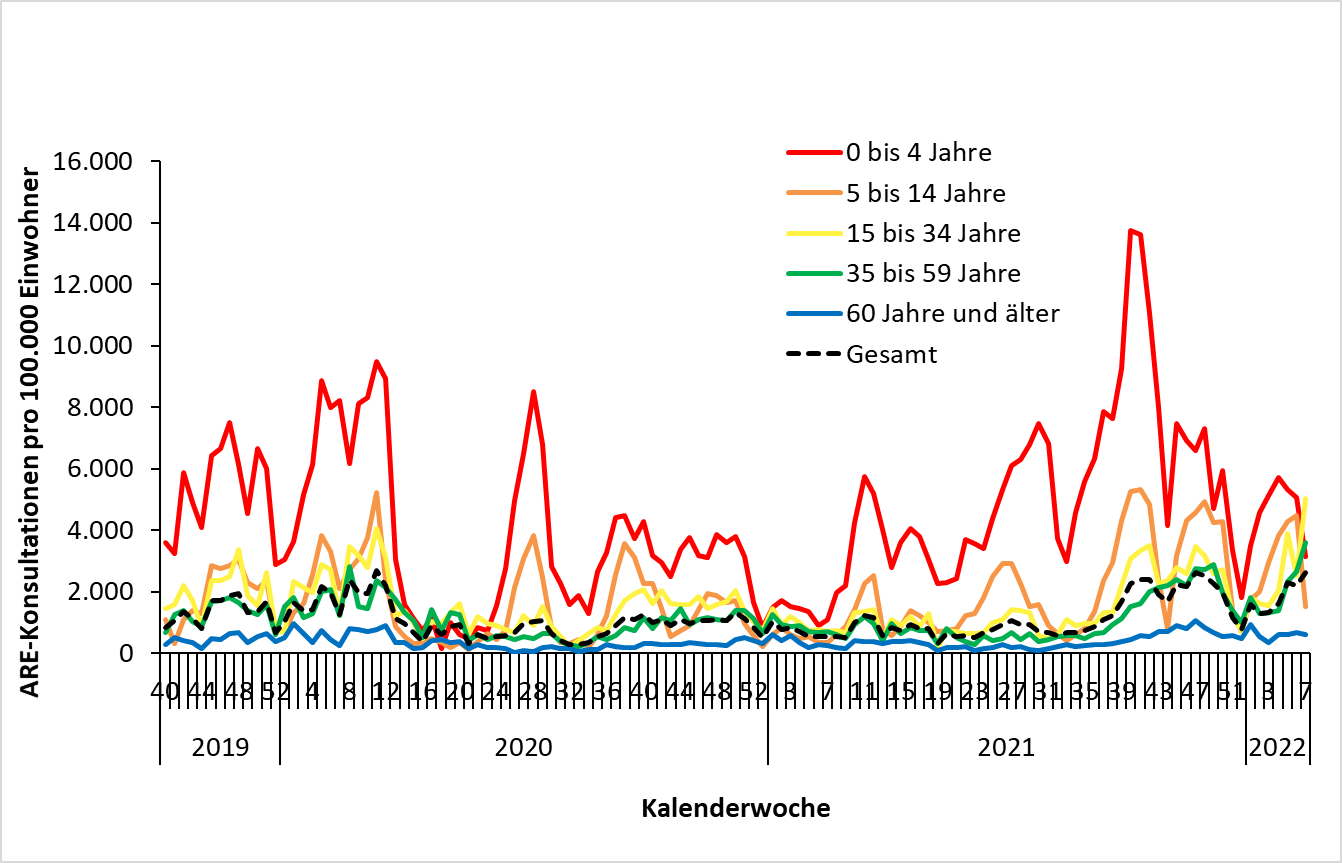 ARE-Konsultationen pro 100.000 Einwohner
16.000
14.000
12.000
10.000
8.000
6.000
4.000
2.000
0
0 bis 4 Jahre
5 bis 14 Jahre
15 bis 34 Jahre
35 bis 59 Jahre
60 Jahre und älter
Gesamt
40 44 48 52 4 8 12 16 20 24 28 32 36 40 44 48 52 3 7 11 15 19 23 27 31 35 39 43 47 51 3 7
2019 2020 2021 2022
Kalenderwoche